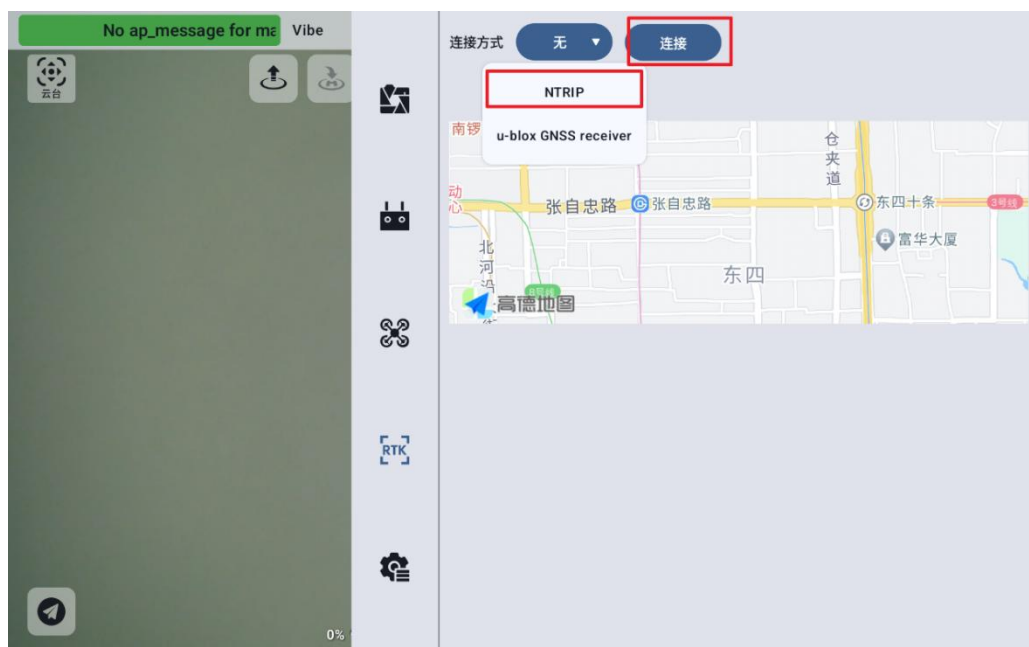 No ap_message for ma
Vibe
云台
0%
RTK
连接方式
无
连接
NTRIP
u-blox GNSS receiver
南锣
仓夹道
动心
张自忠路
张自忠路
东四十条
3号线
富华大厦
北河沿
东四
8号线
高德地图